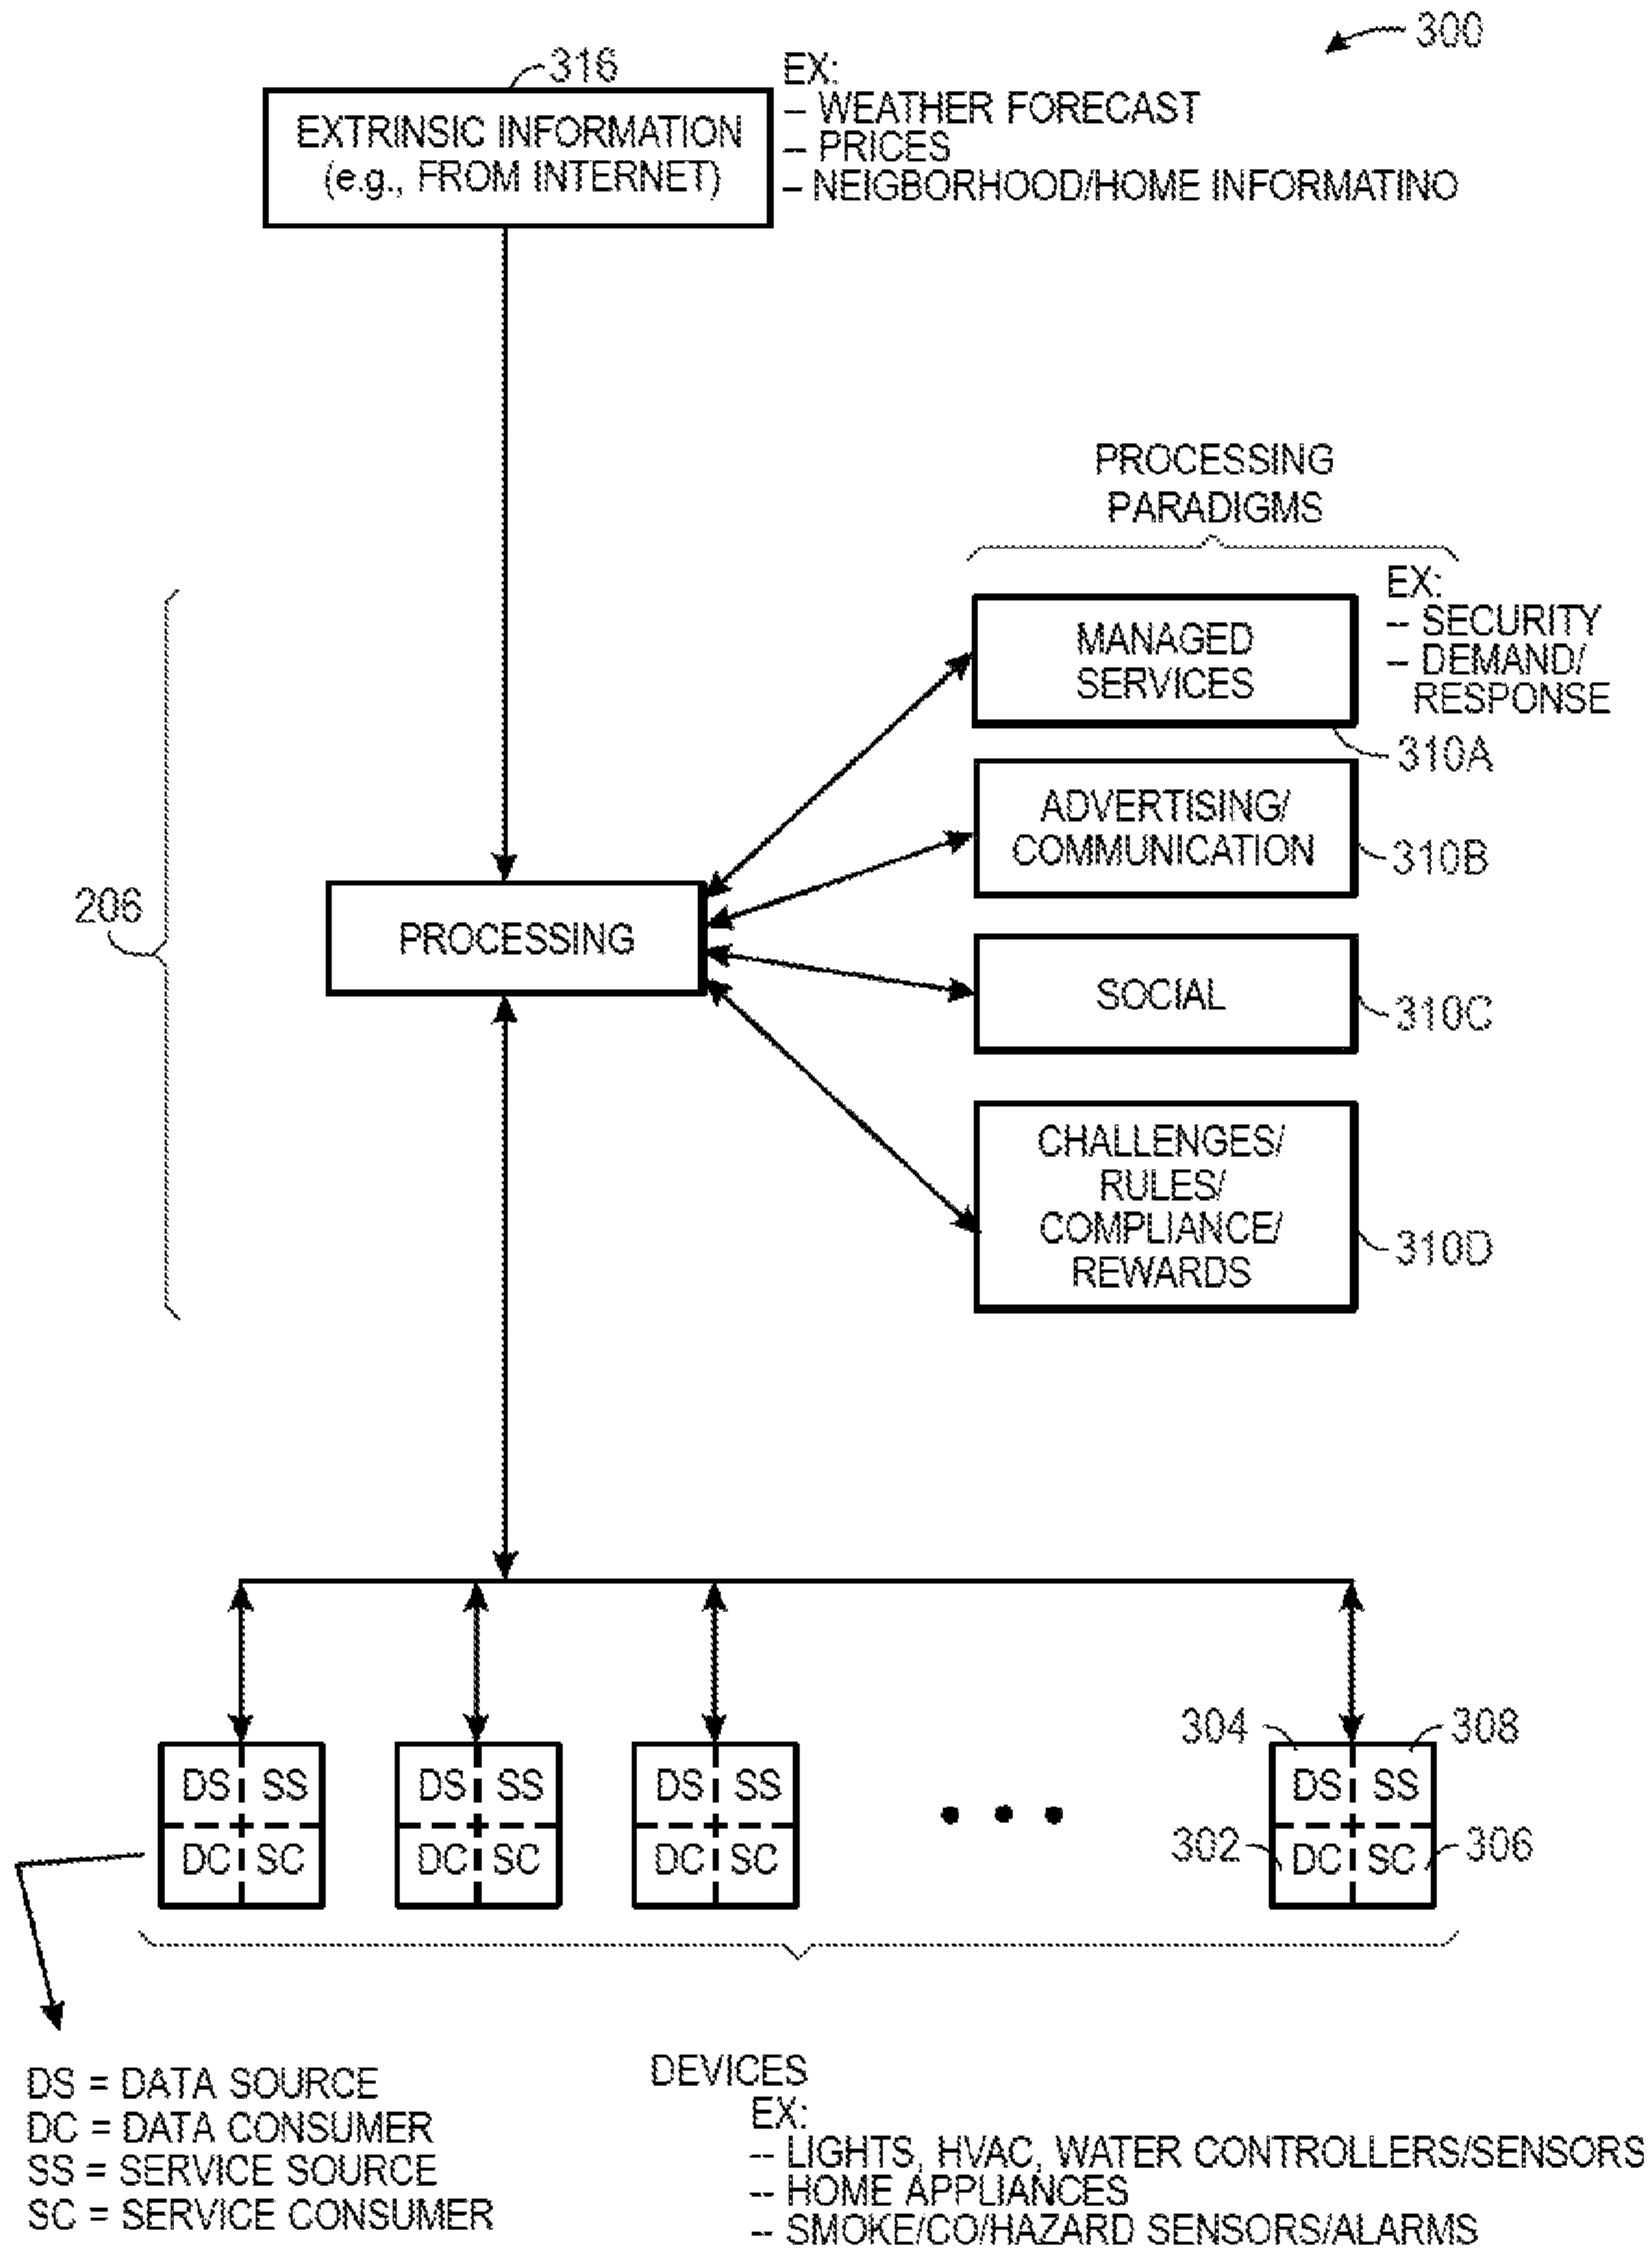 300
316
EXTRINSIC INFORMATION
(e.g., FROM INTERNET)
EX:
– WEATHER FORECAST
– PRICES
– NEIGBORHOOD/HOME INFORMATINO
PROCESSING
PARADIGMS
MANAGED
SERVICES
EX:
– SECURITY
– DEMAND/
RESPONSE
310A
ADVERTISING/
COMMUNICATION
310B
206
PROCESSING
SOCIAL
310C
CHALLENGES/
RULES/
COMPLIANCE/
REWARDS
310D
304
308
DS SS
DS SS
DS SS
DS SS
DC SC
DC SC
DC SC
302
DC SC
306
DS = DATA SOURCE
DC = DATA CONSUMER
SS = SERVICE SOURCE
SC = SERVICE CONSUMER
DEVICES
EX:
-- LIGHTS, HVAC, WATER CONTROLLERS/SENSORS
-- HOME APPLIANCES
-- SMOKE/CO/HAZARD SENSORS/ALARMS